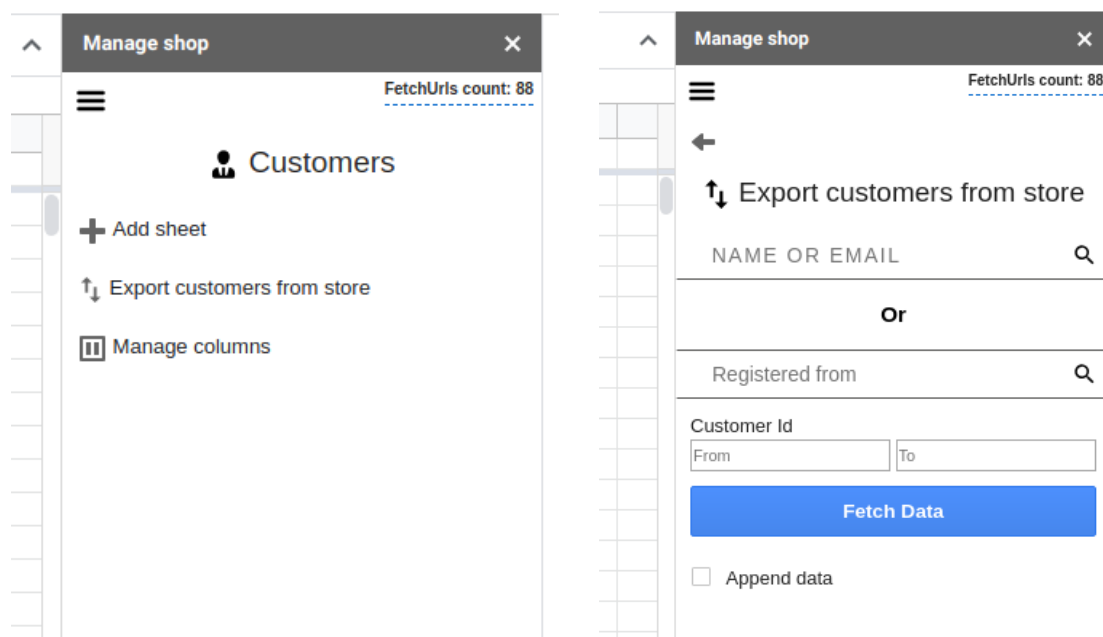 Manage shop
FetchUrls count: 88
Customers
Add sheet
Export customers from store
Manage columns
Manage shop
FetchUrls count: 88
Export customers from store
NAME OR EMAIL
Or
Registered from
Customer Id
From To
Fetch Data
Append data